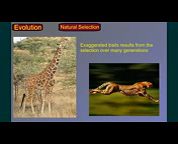 Evolution
Natural Selection
Exaggerated traits results from the
selection over many generations